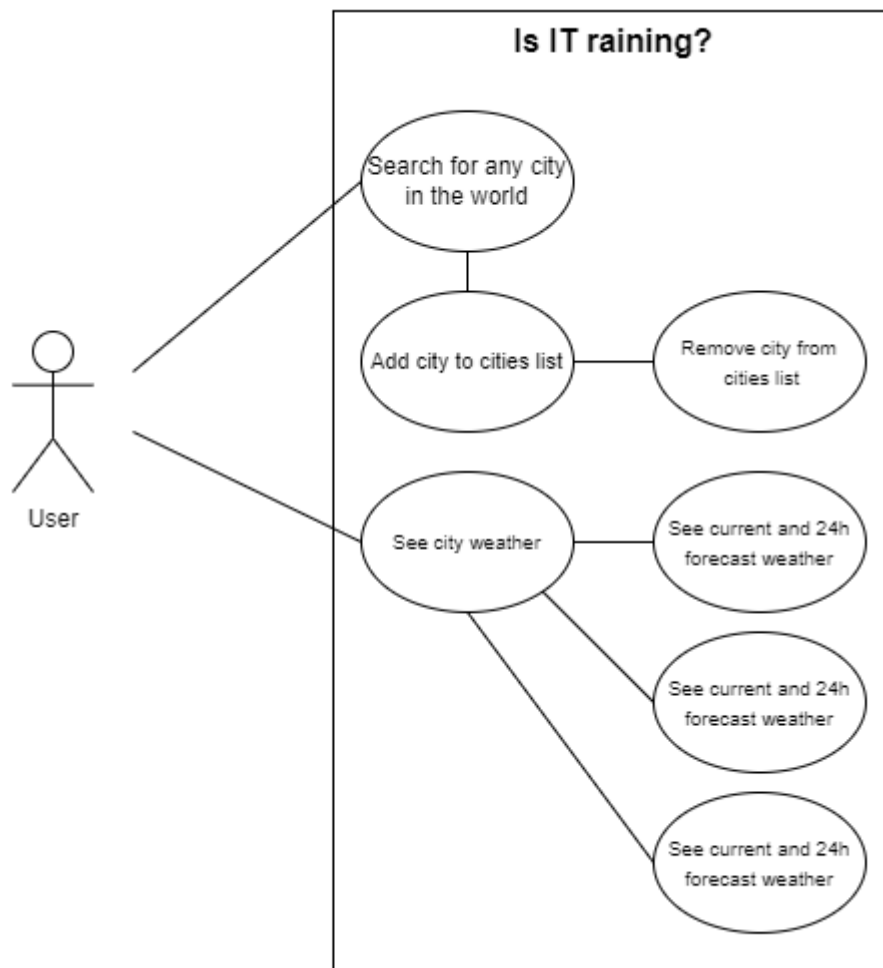 Is IT raining?
Search for any city
in the world
Add city to cities list
Remove city from
cities list
User
See city weather
See current and 24h
forecast weather
See current and 24h
forecast weather
See current and 24h
forecast weather